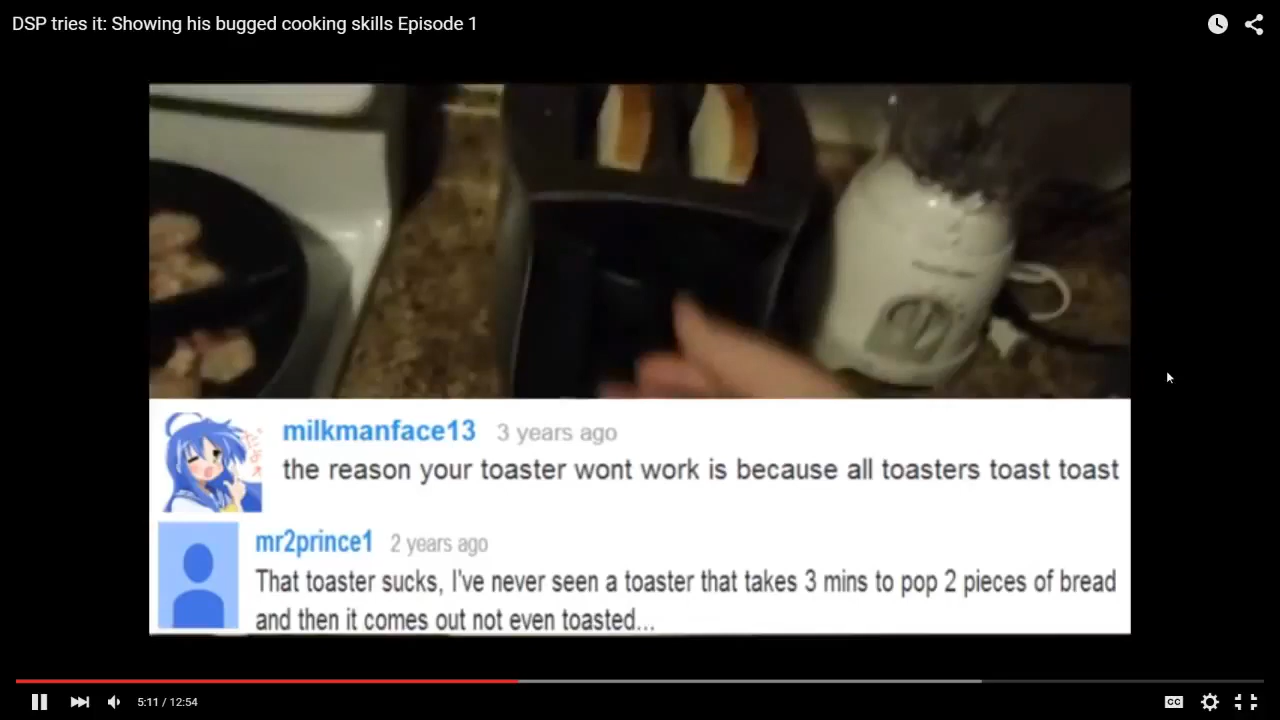 DSP tries it: Showing his bugged cooking skills Episode 1
milkmanface13 3 years ago
the reason your toaster wont work is because all toasters toast toast
mr2prince1 2 years ago
That toaster sucks, I've never seen a toaster that takes 3 mins to pop 2 pieces of bread
and then it comes out not even toasted...
5:11 / 12:54
CC